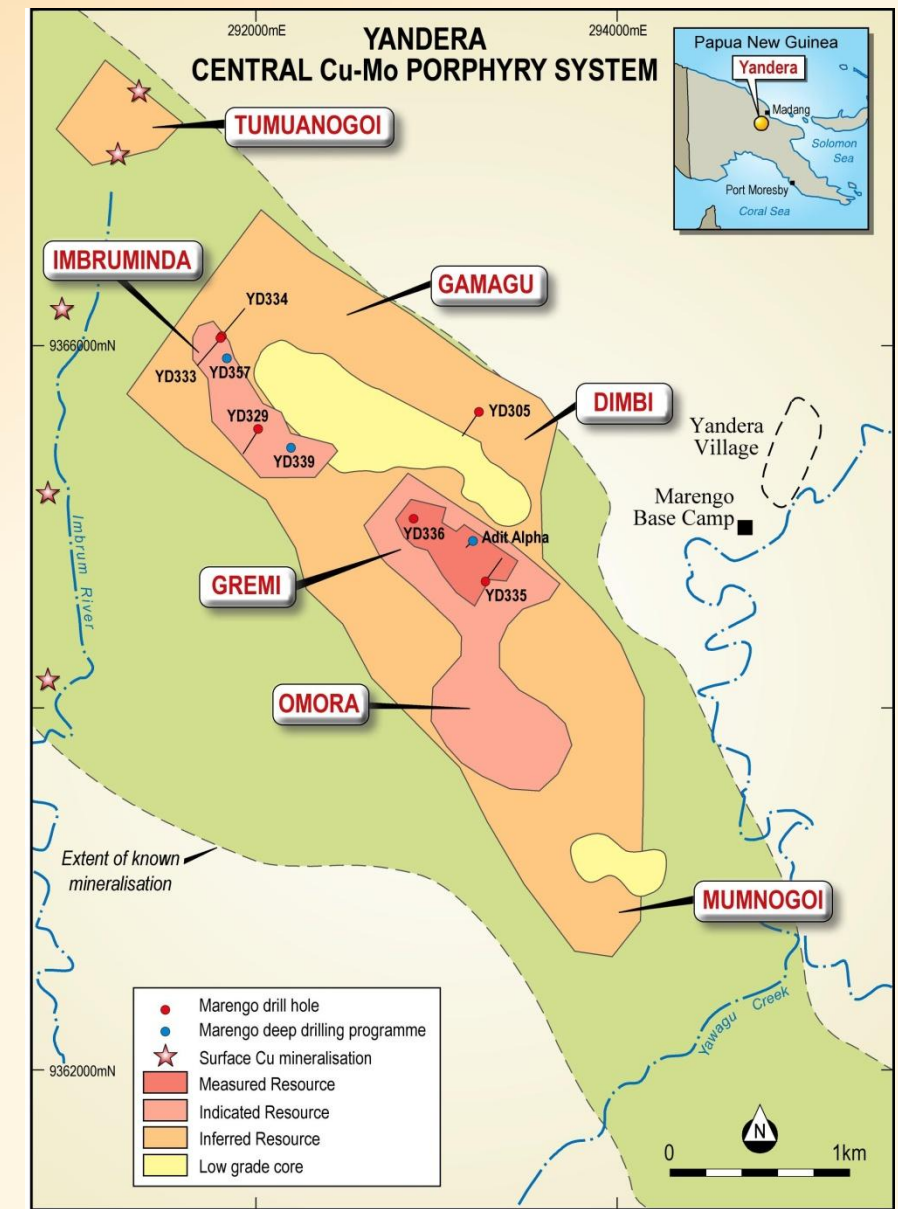 292000mE
294000mE
YANDERA
CENTRAL Cu-Mo PORPHYRY SYSTEM
Papua New Guinea
Yandera
Madang
Solomon
Sea
Port Moresby
Coral Sea
TUMUANOGOI
IMBRUMINDA
GAMAGU
YD334
9366000mN
YD333
YD357
DIMBI
YD305
YD329
YD339
Yandera
Village
Marengo
Base Camp
YD336
Adit Alpha
Imbrum River
GREMI
YD335
OMORA
Extent of known
mineralisation
MUMNOGOI
Yawagu Creek
Marengo drill hole
Marengo deep drilling programme
Surface Cu mineralisation
9362000mN
Measured Resource
Indicated Resource
Inferred Resource
Low grade core
N
0
1km